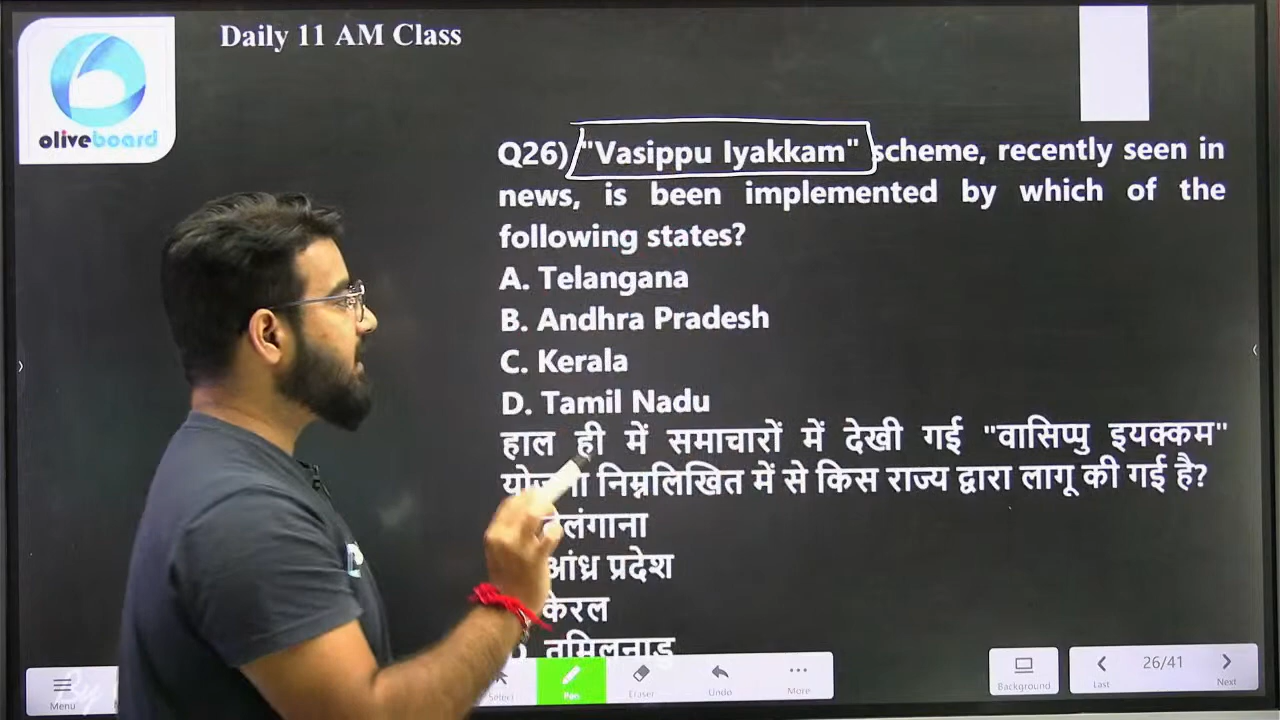 Daily 11 AM Class
oliveboard
Q26) "Vasippu Iyakkam" scheme, recently seen in
news, is been implemented by which of the
following states?
A. Telangana
B. Andhra Pradesh
C. Kerala
D. Tamil Nadu
हाल ही में समाचारों में देखी गई "वासिप्पु इयक्कम"
निम्नलिखित में से किस राज्य द्वारा लागू की गई है?
आंध्र प्रदेश
केरल
Menu
Select
Pen
Eraser
Undo
More
Background
Last
26/41
Next
By